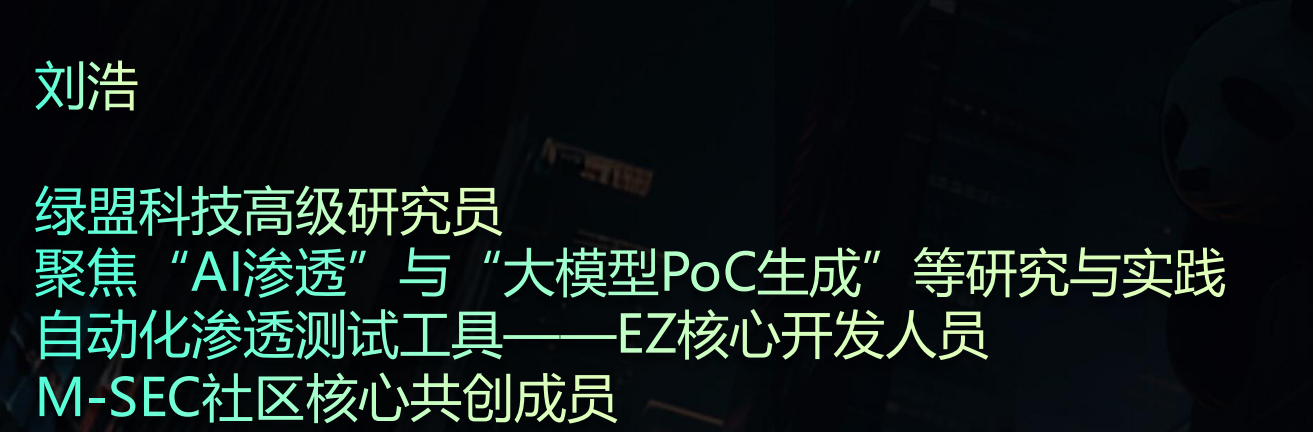 刘浩
绿盟科技高级研究员
聚焦“AI渗透”与“大模型PoC生成”等研究与实践
自动化渗透测试工具——EZ核心开发人员
M-SEC社区核心共创成员